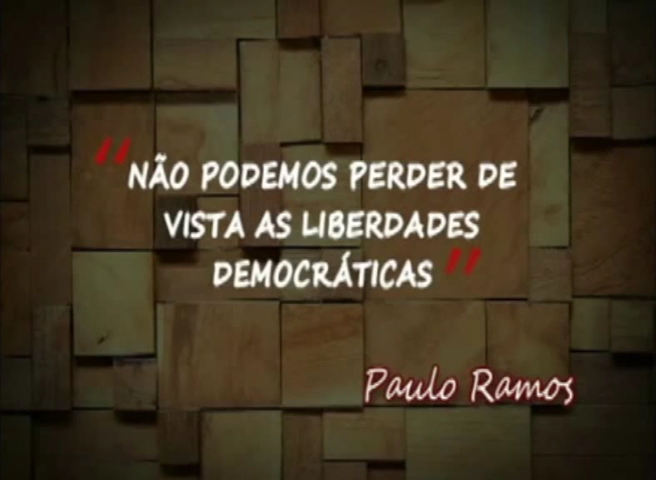 "NÃO PODEMOS PERDER DE
VISTA AS LIBERDADES
DEMOCRÁTICAS"
Paulo Ramos